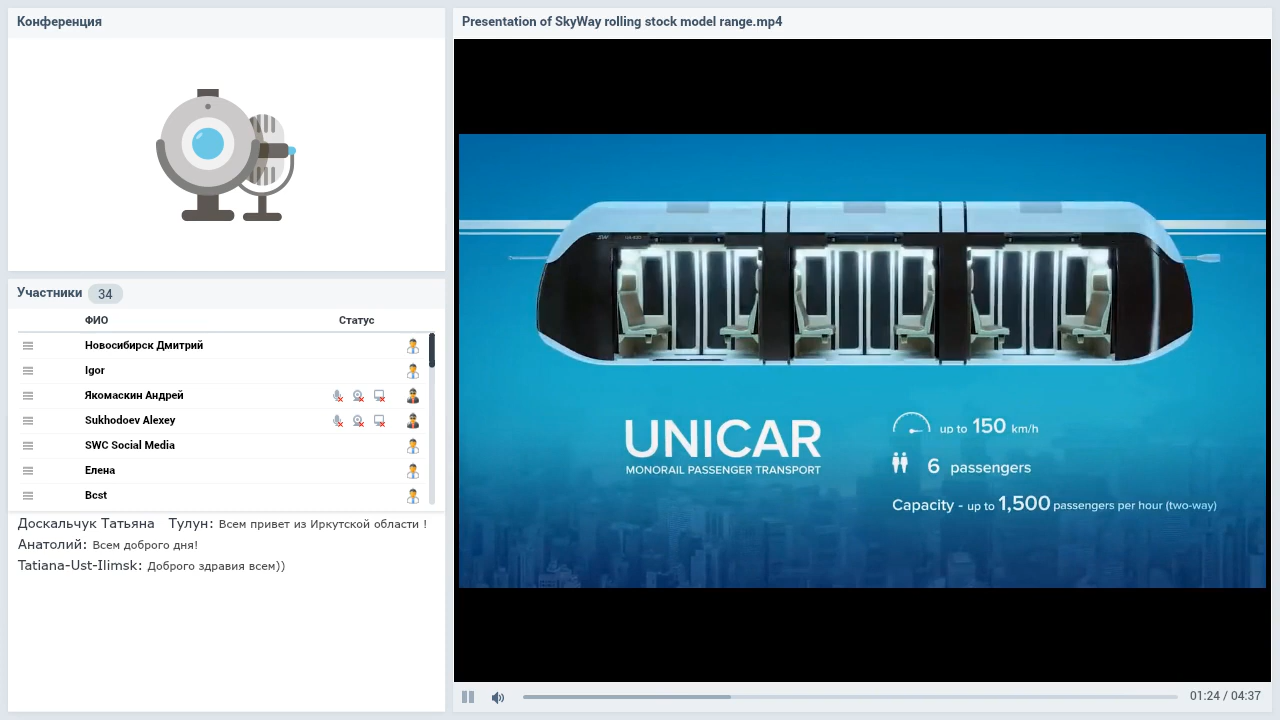 Конференция
Участники 34
ФИО Статус
Новосибирск Дмитрий
Igor
Якомаскин Андрей
Sukhodoev Alexey
SWC Social Media
Елена
Bcst
Доскальчук Татьяна Тулун: Всем привет из Иркутской области !
Анатолий: Всем доброго дня!
Tatiana-Ust-Ilimsk: Доброго здравия всем))
Presentation of SkyWay rolling stock model range.mp4
UNICAR
MONORAIL PASSENGER TRANSPORT
up to 150 km/h
6 passengers
Capacity - up to 1,500 passengers per hour (two-way)
01:24 / 04:37